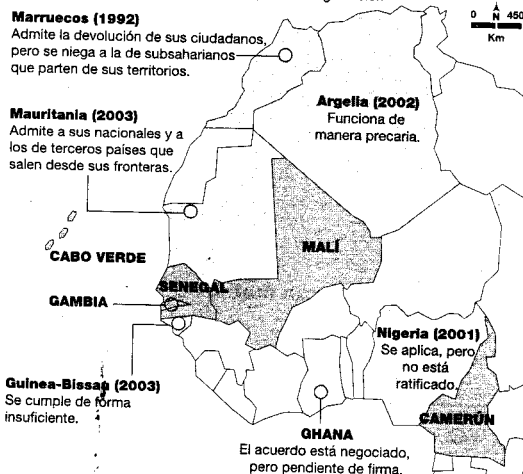 Marruecos (1992)
Admite la devolución de sus ciudadanos,
pero se niega a la de subsaharianos
que parten de sus territorios.
0 N 450
Km
Mauritania (2003)
Admite a sus nacionales y a
los de terceros países que
salen desde sus fronteras.
Argelia (2002)
Funciona de
manera precaria.
CABO VERDE
MALÍ
SENEGAL
GAMBIA
Nigeria (2001)
Se aplica, pero
no está
ratificado.
Guinea-Bissau (2003)
Se cumple de forma
insuficiente.
CAMERÚN
GHANA
El acuerdo está negociado,
pero pendiente de firma.